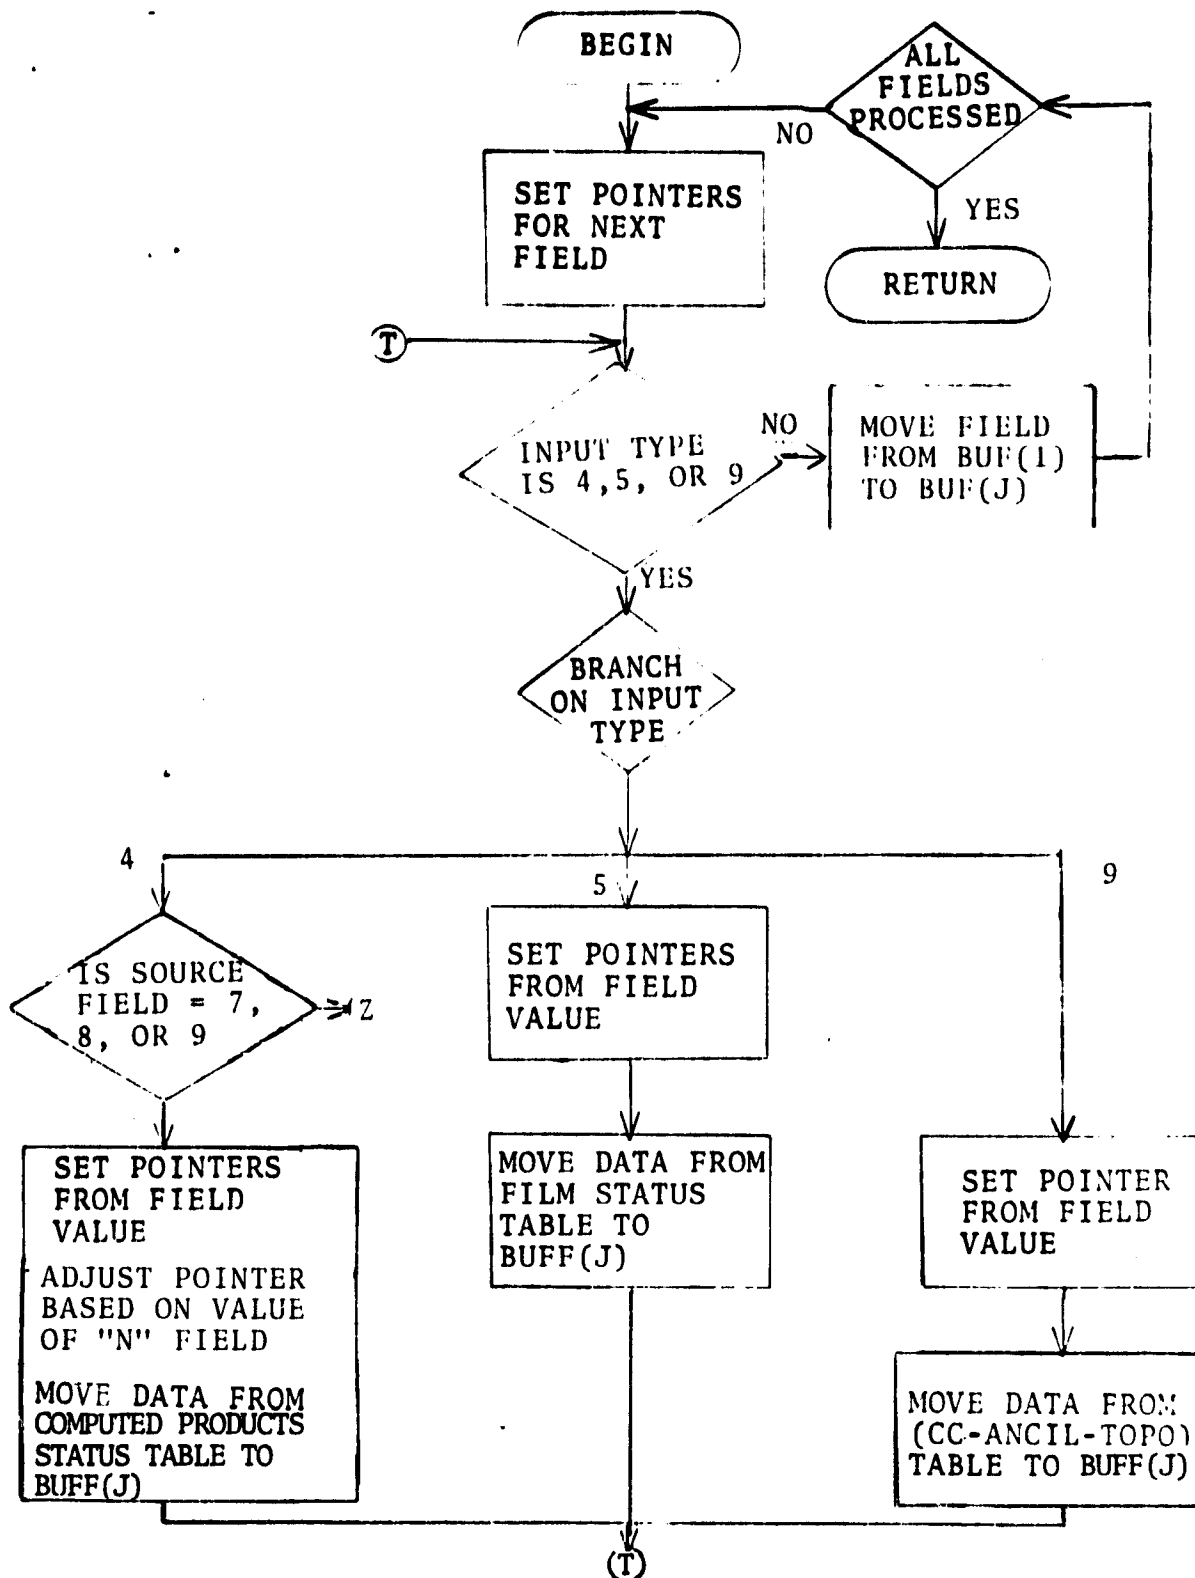 BEGIN
ALL
FIELDS
PROCESSED
NO
YES
RETURN
SET POINTERS
FOR NEXT
FIELD
T
INPUT TYPE
IS 4,5, OR 9
NO
MOVE FIELD
FROM BUF(1)
TO BUF(J)
YES
BRANCH
ON INPUT
TYPE
4
5
9
IS SOURCE
FIELD = 7,
8, OR 9
Z
SET POINTERS
FROM FIELD
VALUE
SET POINTERS
FROM FIELD
VALUE
ADJUST POINTER
BASED ON VALUE
OF "N" FIELD
MOVE DATA FROM
COMPUTED PRODUCTS
STATUS TABLE TO
BUFF(J)
MOVE DATA FROM
FILM STATUS
TABLE TO
BUFF(J)
SET POINTER
FROM FIELD
VALUE
MOVE DATA FROM
(CC-ANCIL-TOPO)
TABLE TO BUFF(J)
(T)